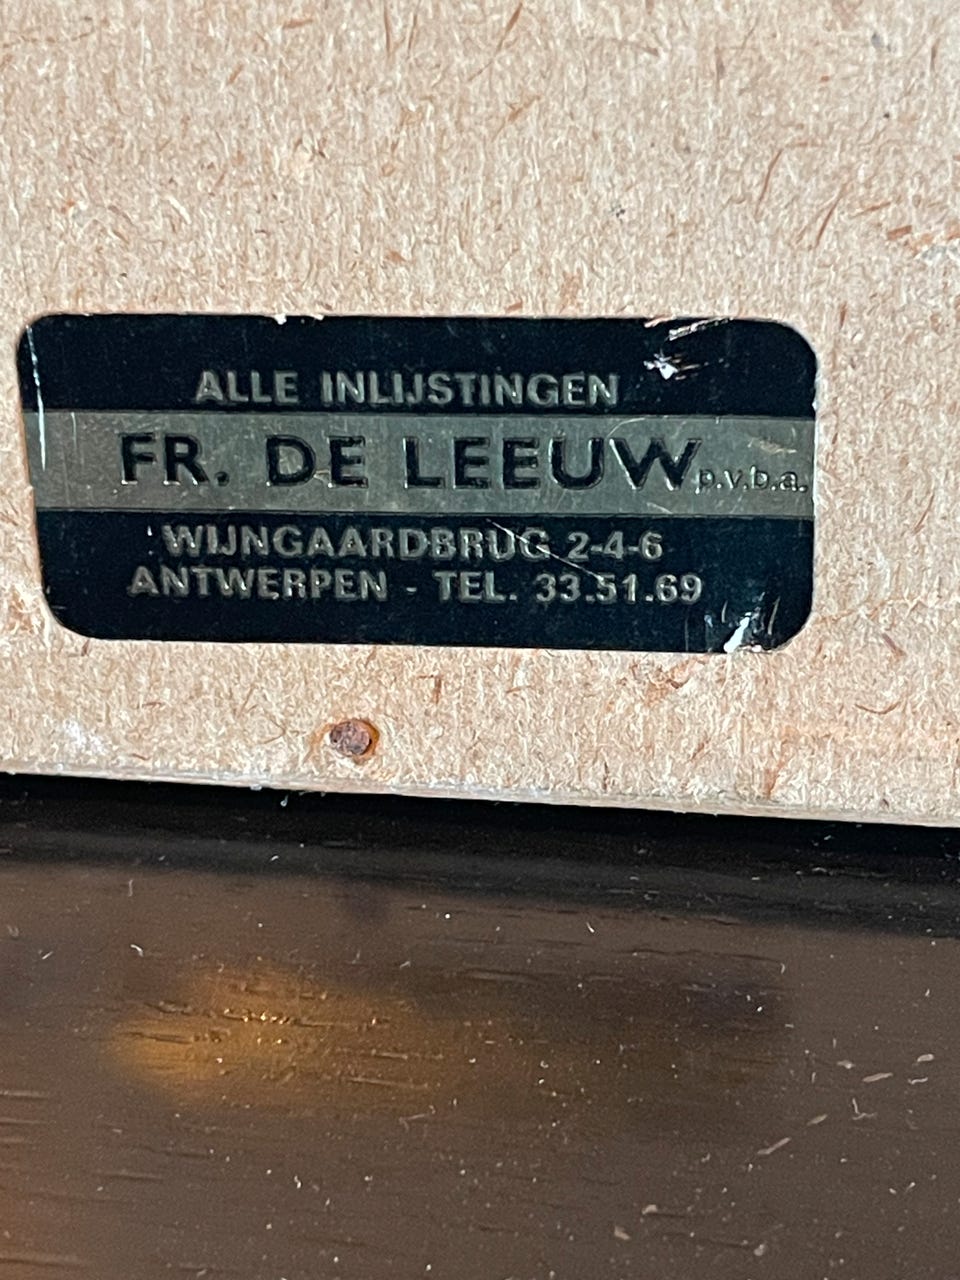 ALLE INLIJSTINGEN
FR. DE LEEUW p.v.b.a.
WIJNGAARDBRUG 2-4-6
ANTWERPEN - TEL. 33.51.69